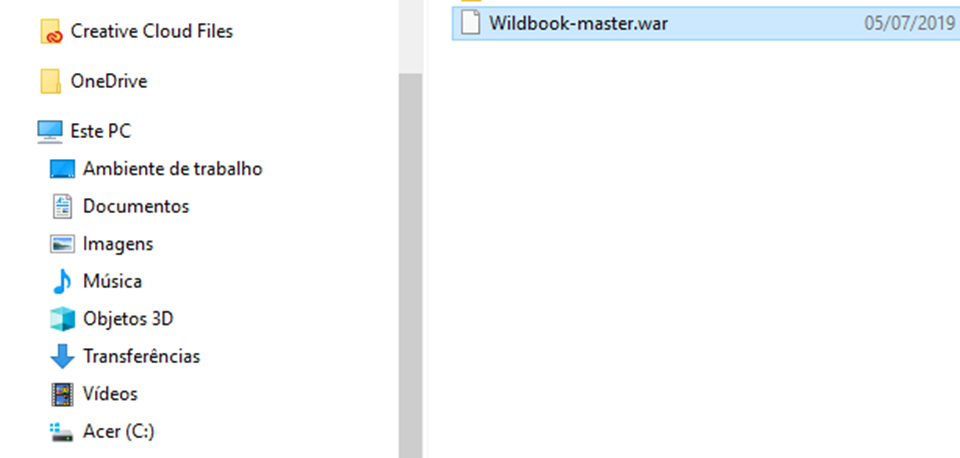 Creative Cloud Files
OneDrive
Este PC
Ambiente de trabalho
Documentos
Imagens
Música
Objetos 3D
Transferências
Vídeos
Acer (C:)
Wildbook-master.war 05/07/2019